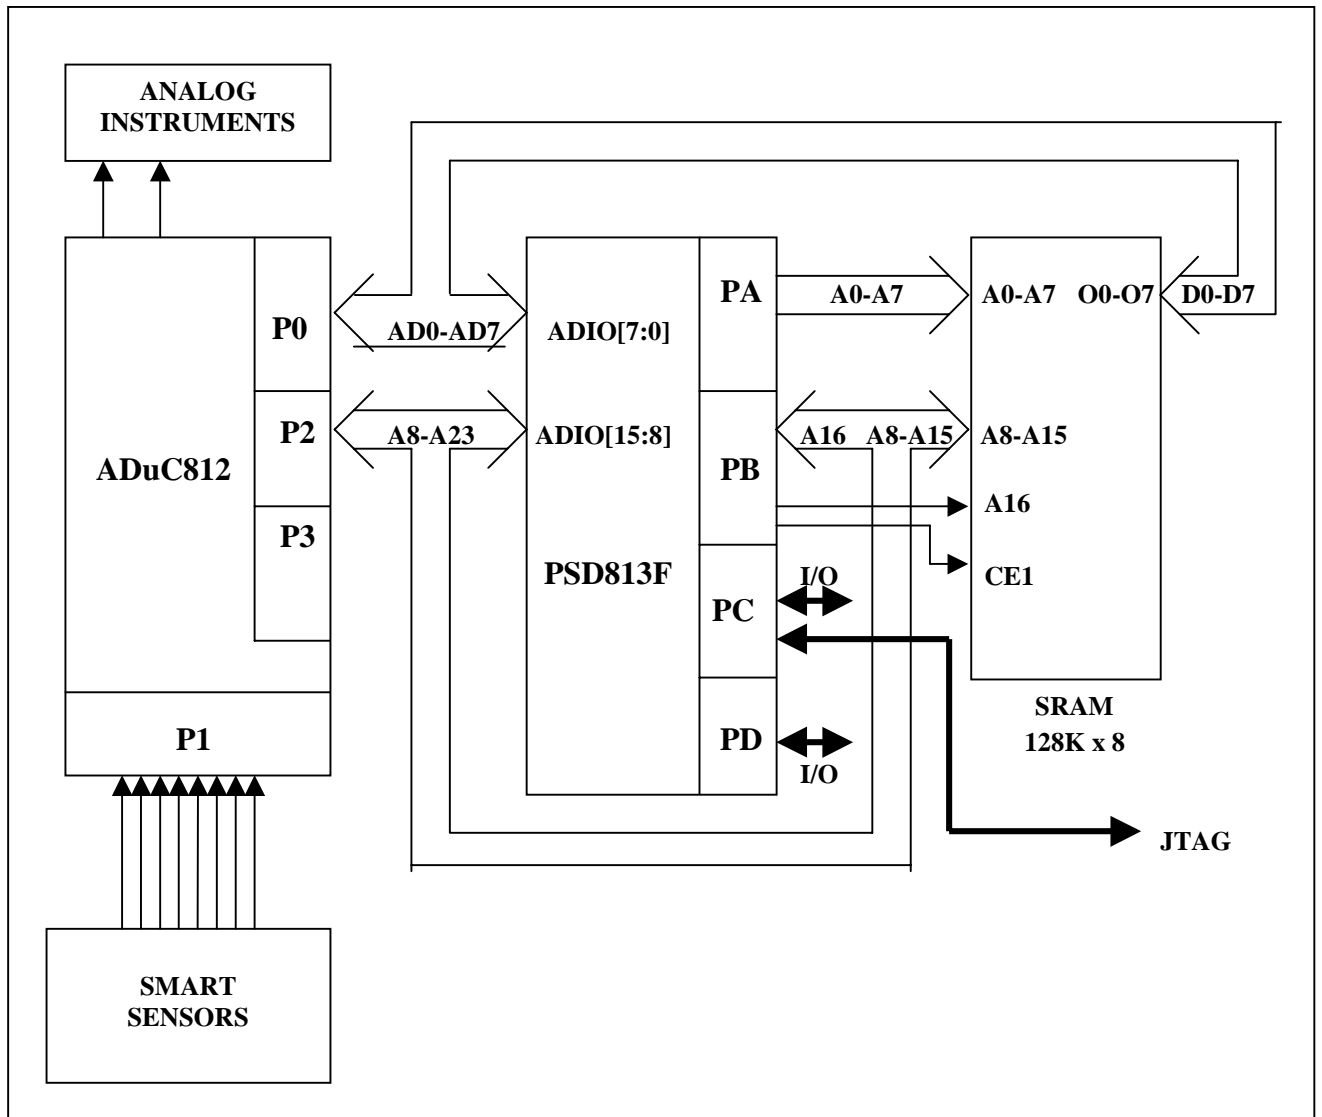 ANALOG
INSTRUMENTS
P0
AD0-AD7
ADIO[7:0]
PA
A0-A7
A0-A7
O0-O7
D0-D7
P2
A8-A23
ADIO[15:8]
A16
A8-A15
A8-A15
ADuC812
PB
A16
P3
PSD813F
I/O
CE1
PC
SRAM
128K x 8
P1
PD
I/O
JTAG
SMART
SENSORS